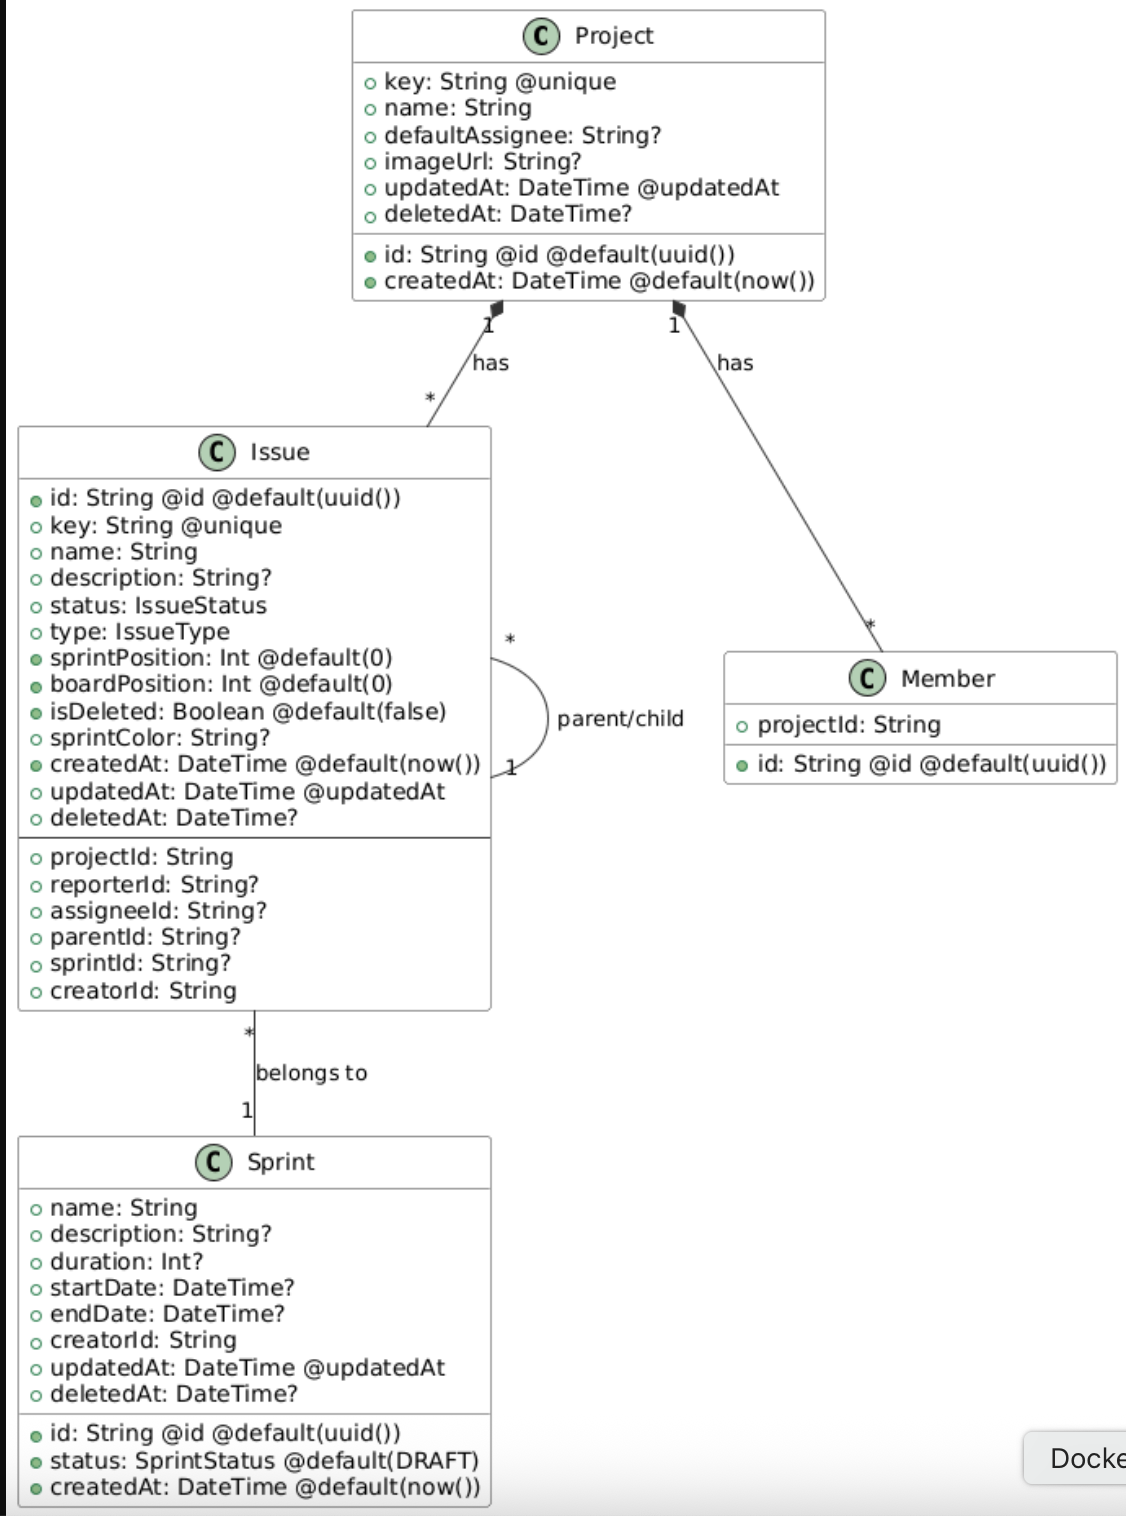 C Project
key: String @unique
name: String
defaultAssignee: String?
imageUrl: String?
updatedAt: DateTime @updatedAt
deletedAt: DateTime?
id: String @id @default(uuid())
createdAt: DateTime @default(now())
1
1
has
has
*
C Issue
id: String @id @default(uuid())
key: String @unique
name: String
description: String?
status: IssueStatus
type: IssueType
sprintPosition: Int @default(0)
boardPosition: Int @default(0)
isDeleted: Boolean @default(false)
sprintColor: String?
createdAt: DateTime @default(now())
updatedAt: DateTime @updatedAt
deletedAt: DateTime?
projectId: String
reporterId: String?
assigneeId: String?
parentId: String?
sprintId: String?
creatorId: String
*
parent/child
1
*
C Member
projectId: String
id: String @id @default(uuid())
*
belongs to
1
C Sprint
name: String
description: String?
duration: Int?
startDate: DateTime?
endDate: DateTime?
creatorId: String
updatedAt: DateTime @updatedAt
deletedAt: DateTime?
id: String @id @default(uuid())
status: SprintStatus @default(DRAFT)
createdAt: DateTime @default(now())
Docke